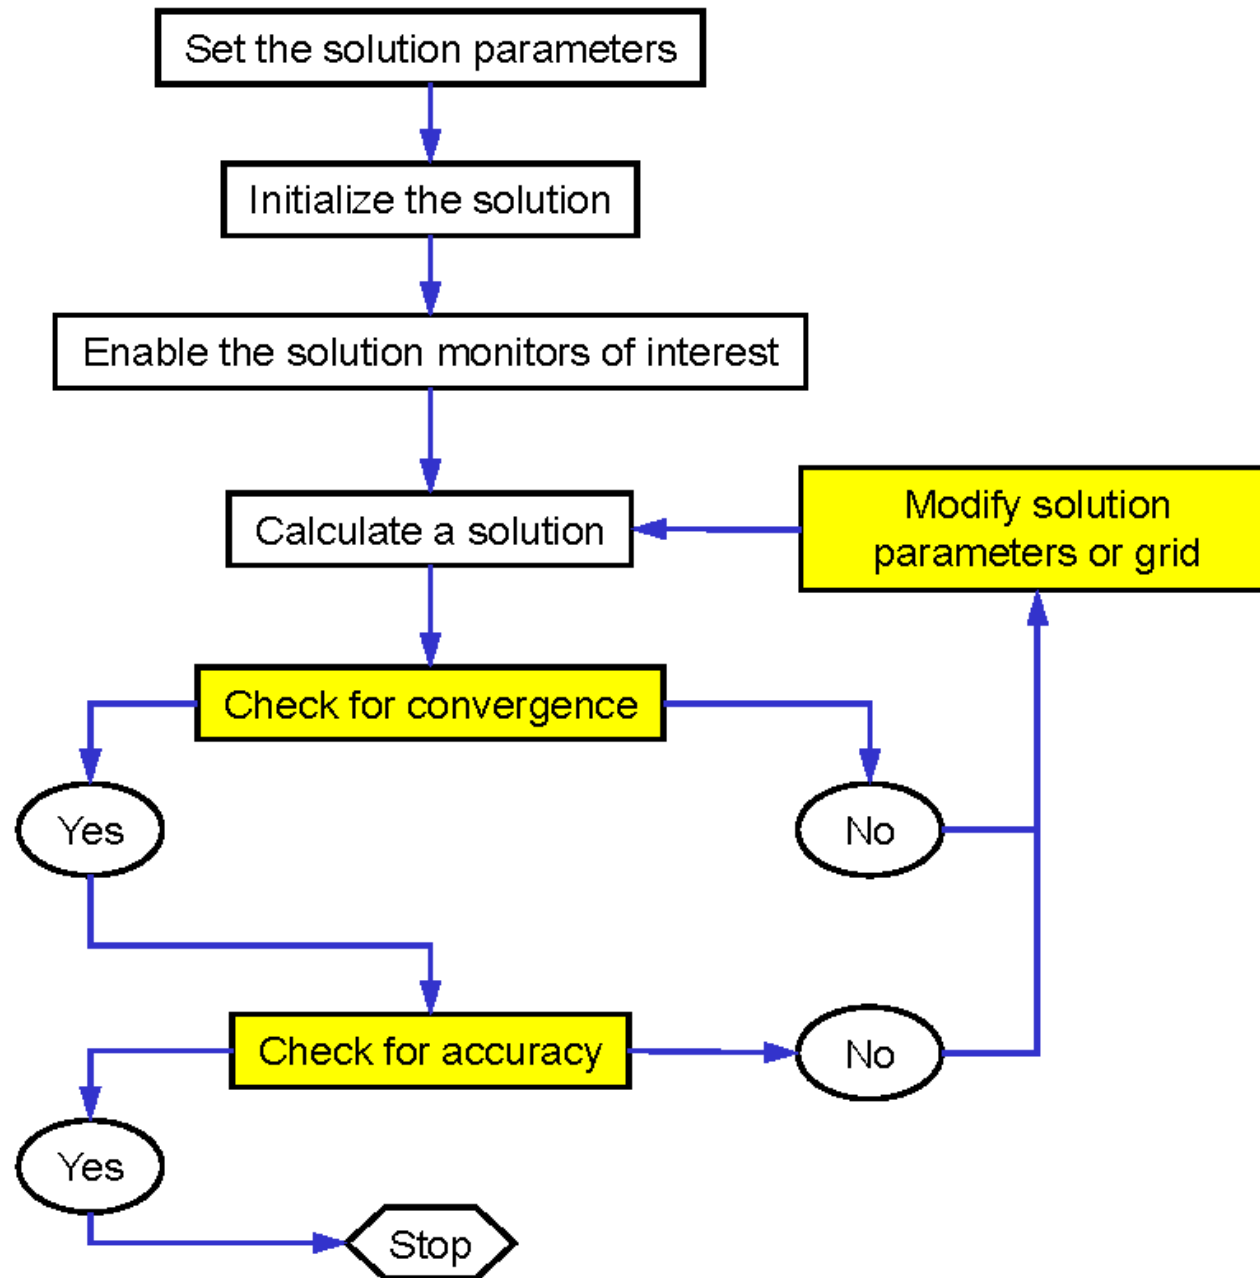 Set the solution parameters
Initialize the solution
Enable the solution monitors of interest
Modify solution
parameters or grid
Calculate a solution
Check for convergence
Yes
No
Check for accuracy
No
Yes
Stop